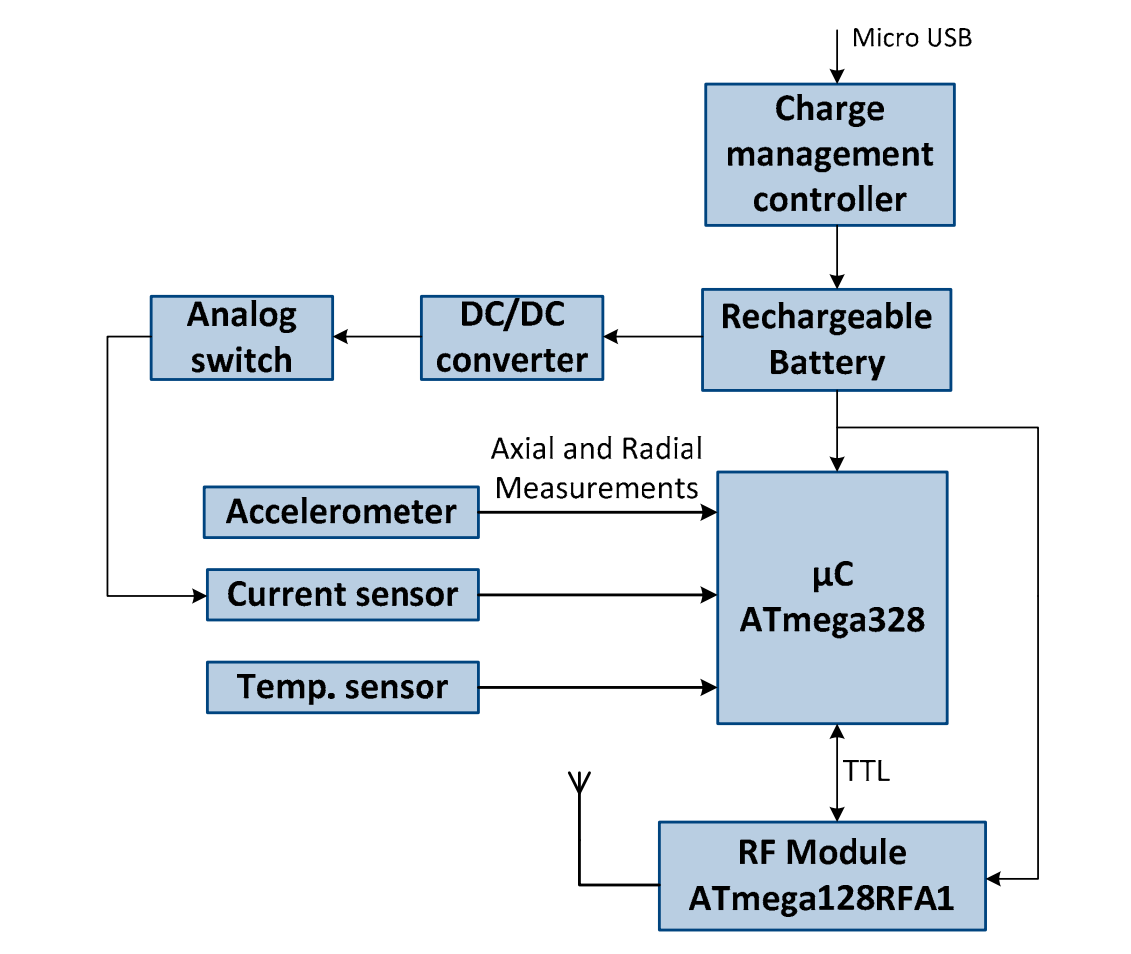 Micro USB
Charge
management
controller
Analog
switch
DC/DC
converter
Rechargeable
Battery
Axial and Radial
Measurements
Accelerometer
Current sensor
Temp. sensor
µC
ATmega328
TTL
RF Module
ATmega128RFA1